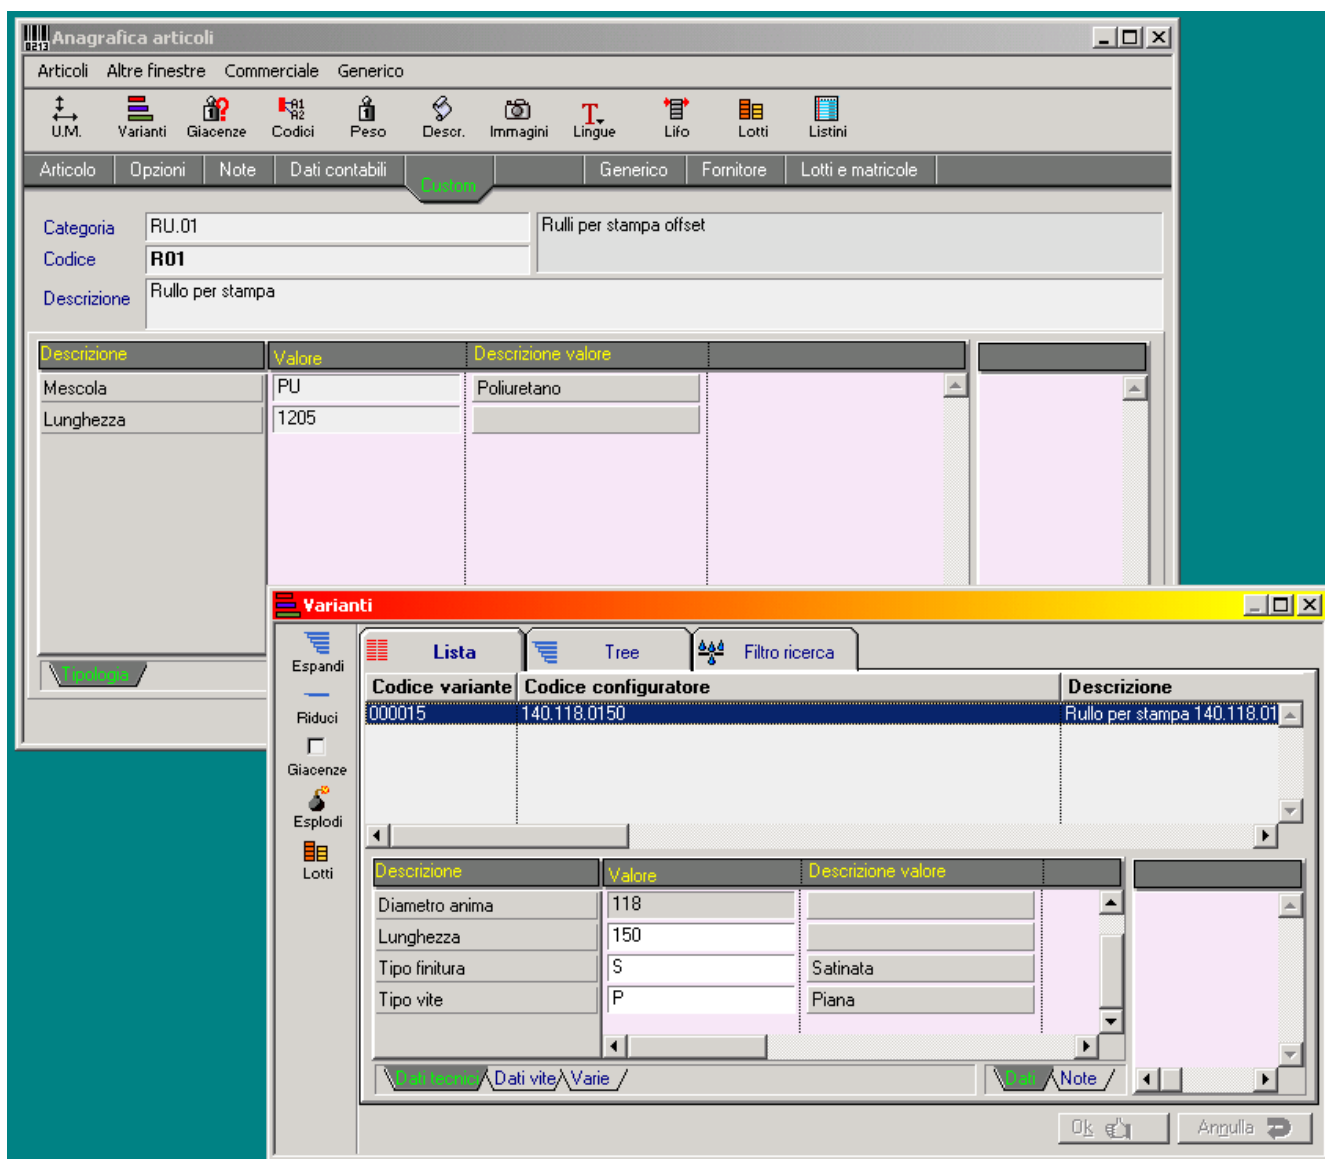 0213 Anagrafica articoli
Articoli Altre finestre Commerciale Generico
U.M. Varianti Giacenze Codici Peso Descr. Immagini Lingue Lifo Lotti Listini
Articolo Opzioni Note Dati contabili Custom Generico Fornitore Lotti e matricole
Categoria RU.01 Rulli per stampa offset
Codice R01
Descrizione Rullo per stampa
Descrizione Valore Descrizione valore
Mescola PU Poliuretano
Lunghezza 1205
Tipologia
Varianti
Espandi
Riduci
Giacenze
Esplodi
Lotti
Lista Tree Filtro ricerca
Codice variante Codice configuratore Descrizione
000015 140.118.0150 Rullo per stampa 140.118.01
Descrizione Valore Descrizione valore
Diametro anima 118
Lunghezza 150
Tipo finitura S Satinata
Tipo vite P Piana
Dati tecnici Dati vite Varie Dati Note
Ok Annulla